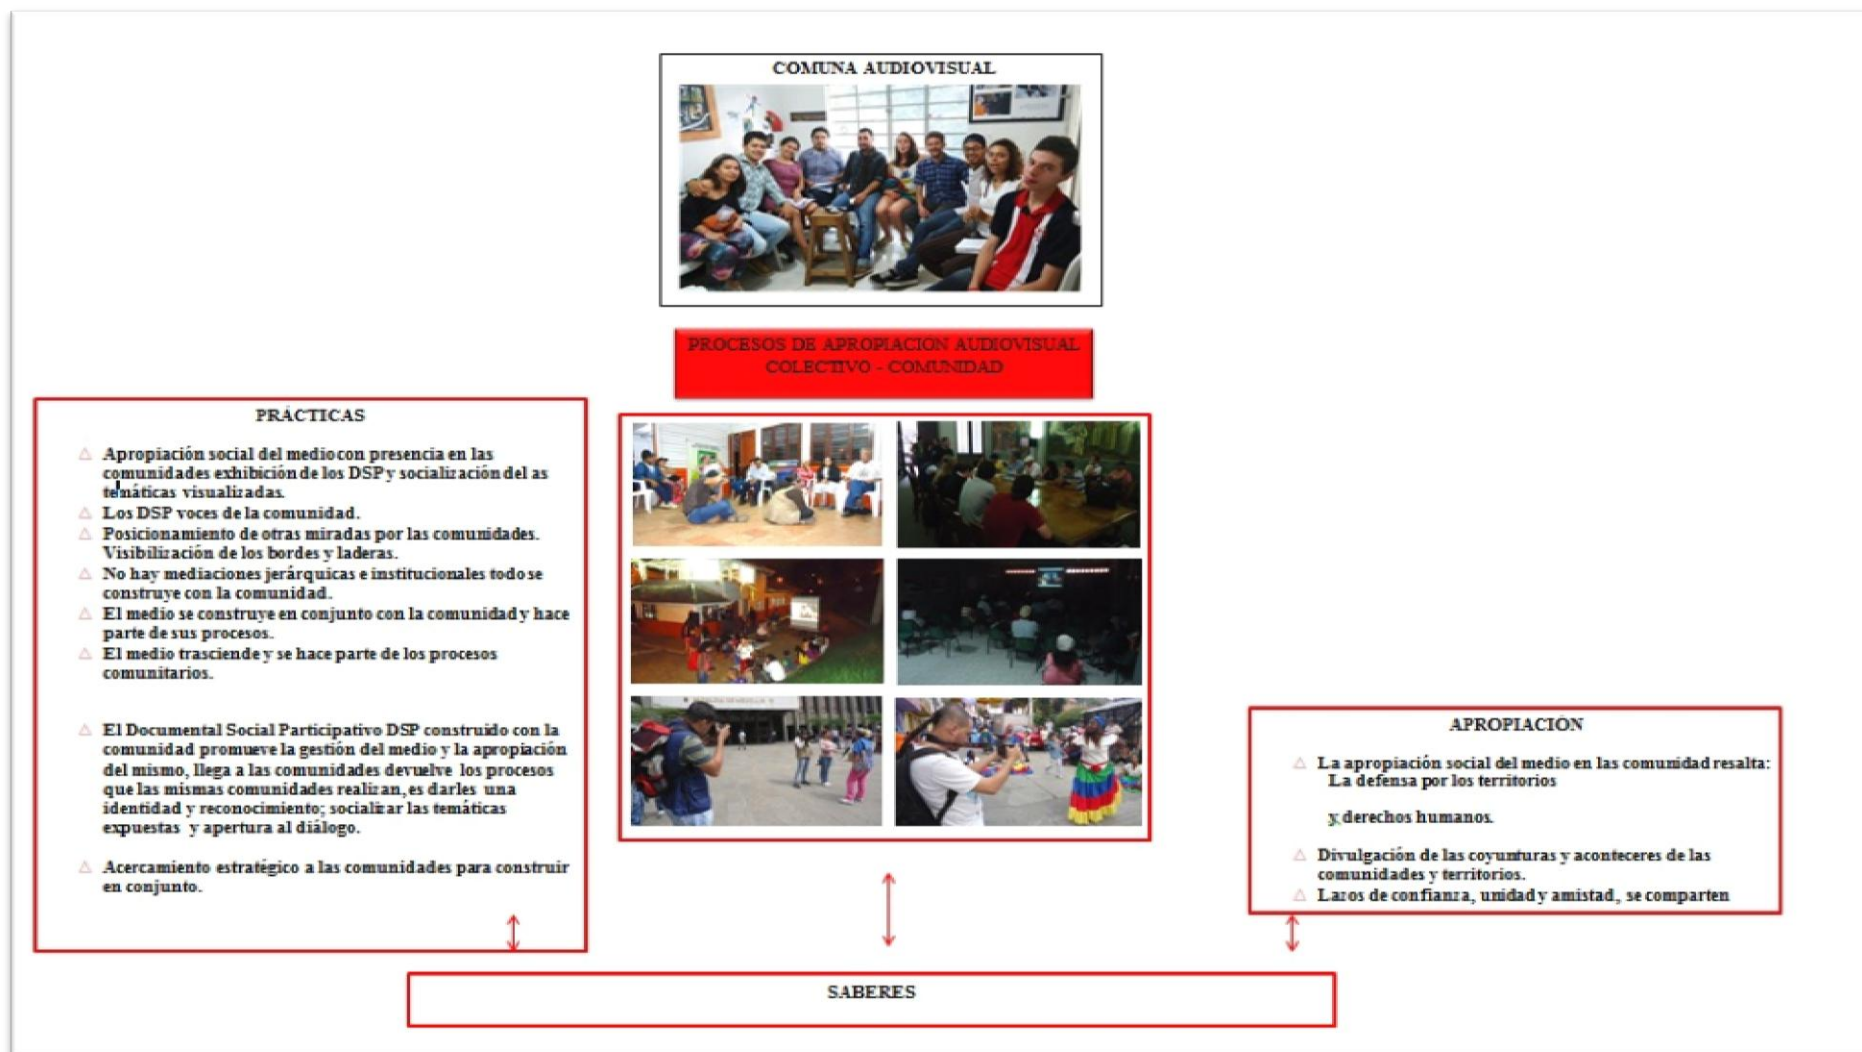 COMUNA AUDIOVISUAL
PROCESOS DE APROPIACIÓN AUDIOVISUAL
COLECTIVO - COMUNIDAD
PRÁCTICAS
Apropiación social del medio con presencia en las
comunidades exhibición de los DSP y socialización del as
temáticas visualizadas.
Los DSP voces de la comunidad.
Posicionamiento de otras miradas por las comunidades.
Visibilización de los bordes y laderas.
No hay mediaciones jerárquicas e institucionales todo se
construye con la comunidad.
El medio se construye en conjunto con la comunidad y hace
parte de sus procesos.
El medio trasciende y se hace parte de los procesos
comunitarios.
El Documental Social Participativo DSP construido con la
comunidad promueve la gestión del medio y la apropiación
del mismo, llega a las comunidades devuelve los procesos
que las mismas comunidades realizan, es darles una
identidad y reconocimiento; socializar las temáticas
expuestas y apertura al diálogo.
Acercamiento estratégico a las comunidades para construir
en conjunto.
APROPIACIÓN
La apropiación social del medio en las comunidad resalta:
La defensa por los territorios
y derechos humanos.
Divulgación de las coyunturas y aconteceres de las
comunidades y territorios.
Lazos de confianza, unidad y amistad, se comparten
SABERES